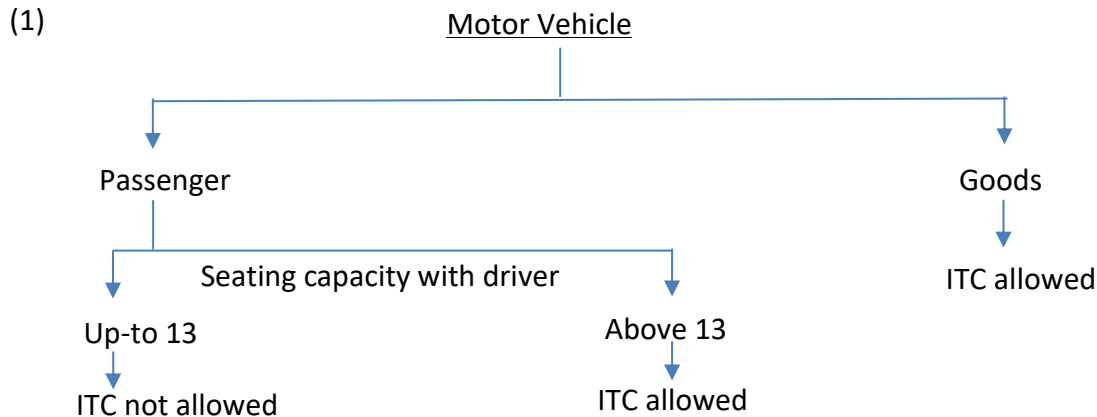 (1)
Motor Vehicle
Passenger
Goods
Seating capacity with driver
ITC allowed
Up-to 13
Above 13
ITC not allowed
ITC allowed